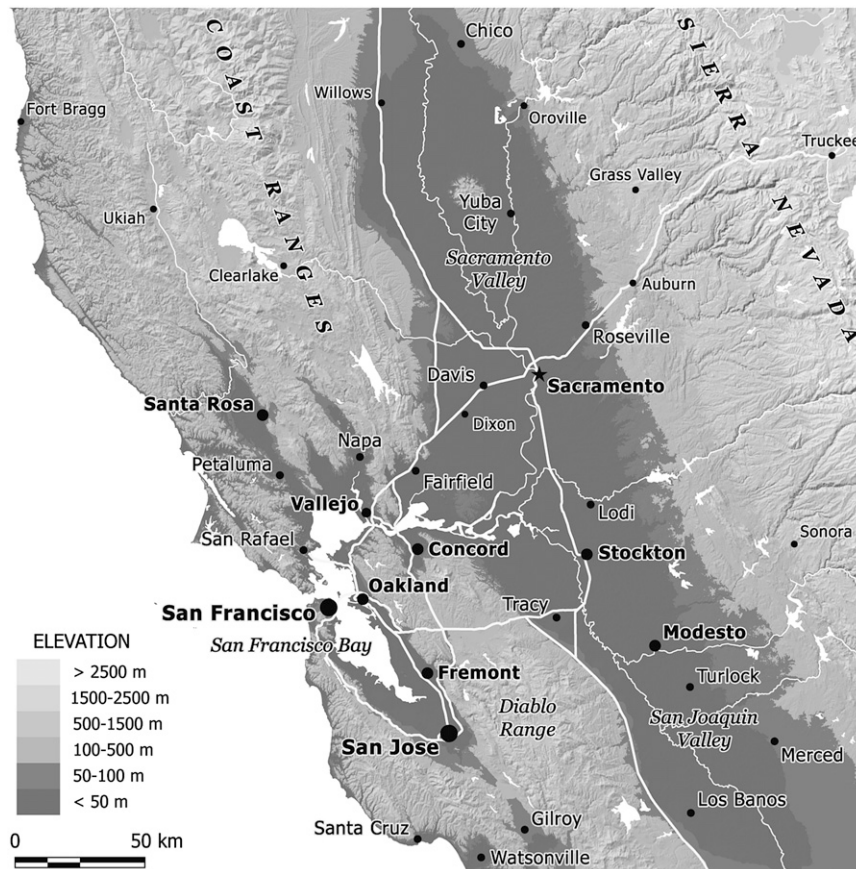 Chico
COAST RANGES
SIERRA NEVADA
Willows
Fort Bragg
Oroville
Truckee
Grass Valley
Ukiah
Yuba
City
Sacramento
Valley
Clearlake
Auburn
Roseville
Davis
Sacramento
Santa Rosa
Dixon
Napa
Petaluma
Fairfield
Vallejo
Lodi
San Rafael
Concord
Stockton
Sonora
Oakland
San Francisco
Tracy
San Francisco Bay
Modesto
Fremont
Turlock
Diablo
Range
San Joaquin
Valley
San Jose
Merced
Los Banos
Santa Cruz
Gilroy
Watsonville
ELEVATION
> 2500 m
1500-2500 m
500-1500 m
100-500 m
50-100 m
< 50 m
0 50 km